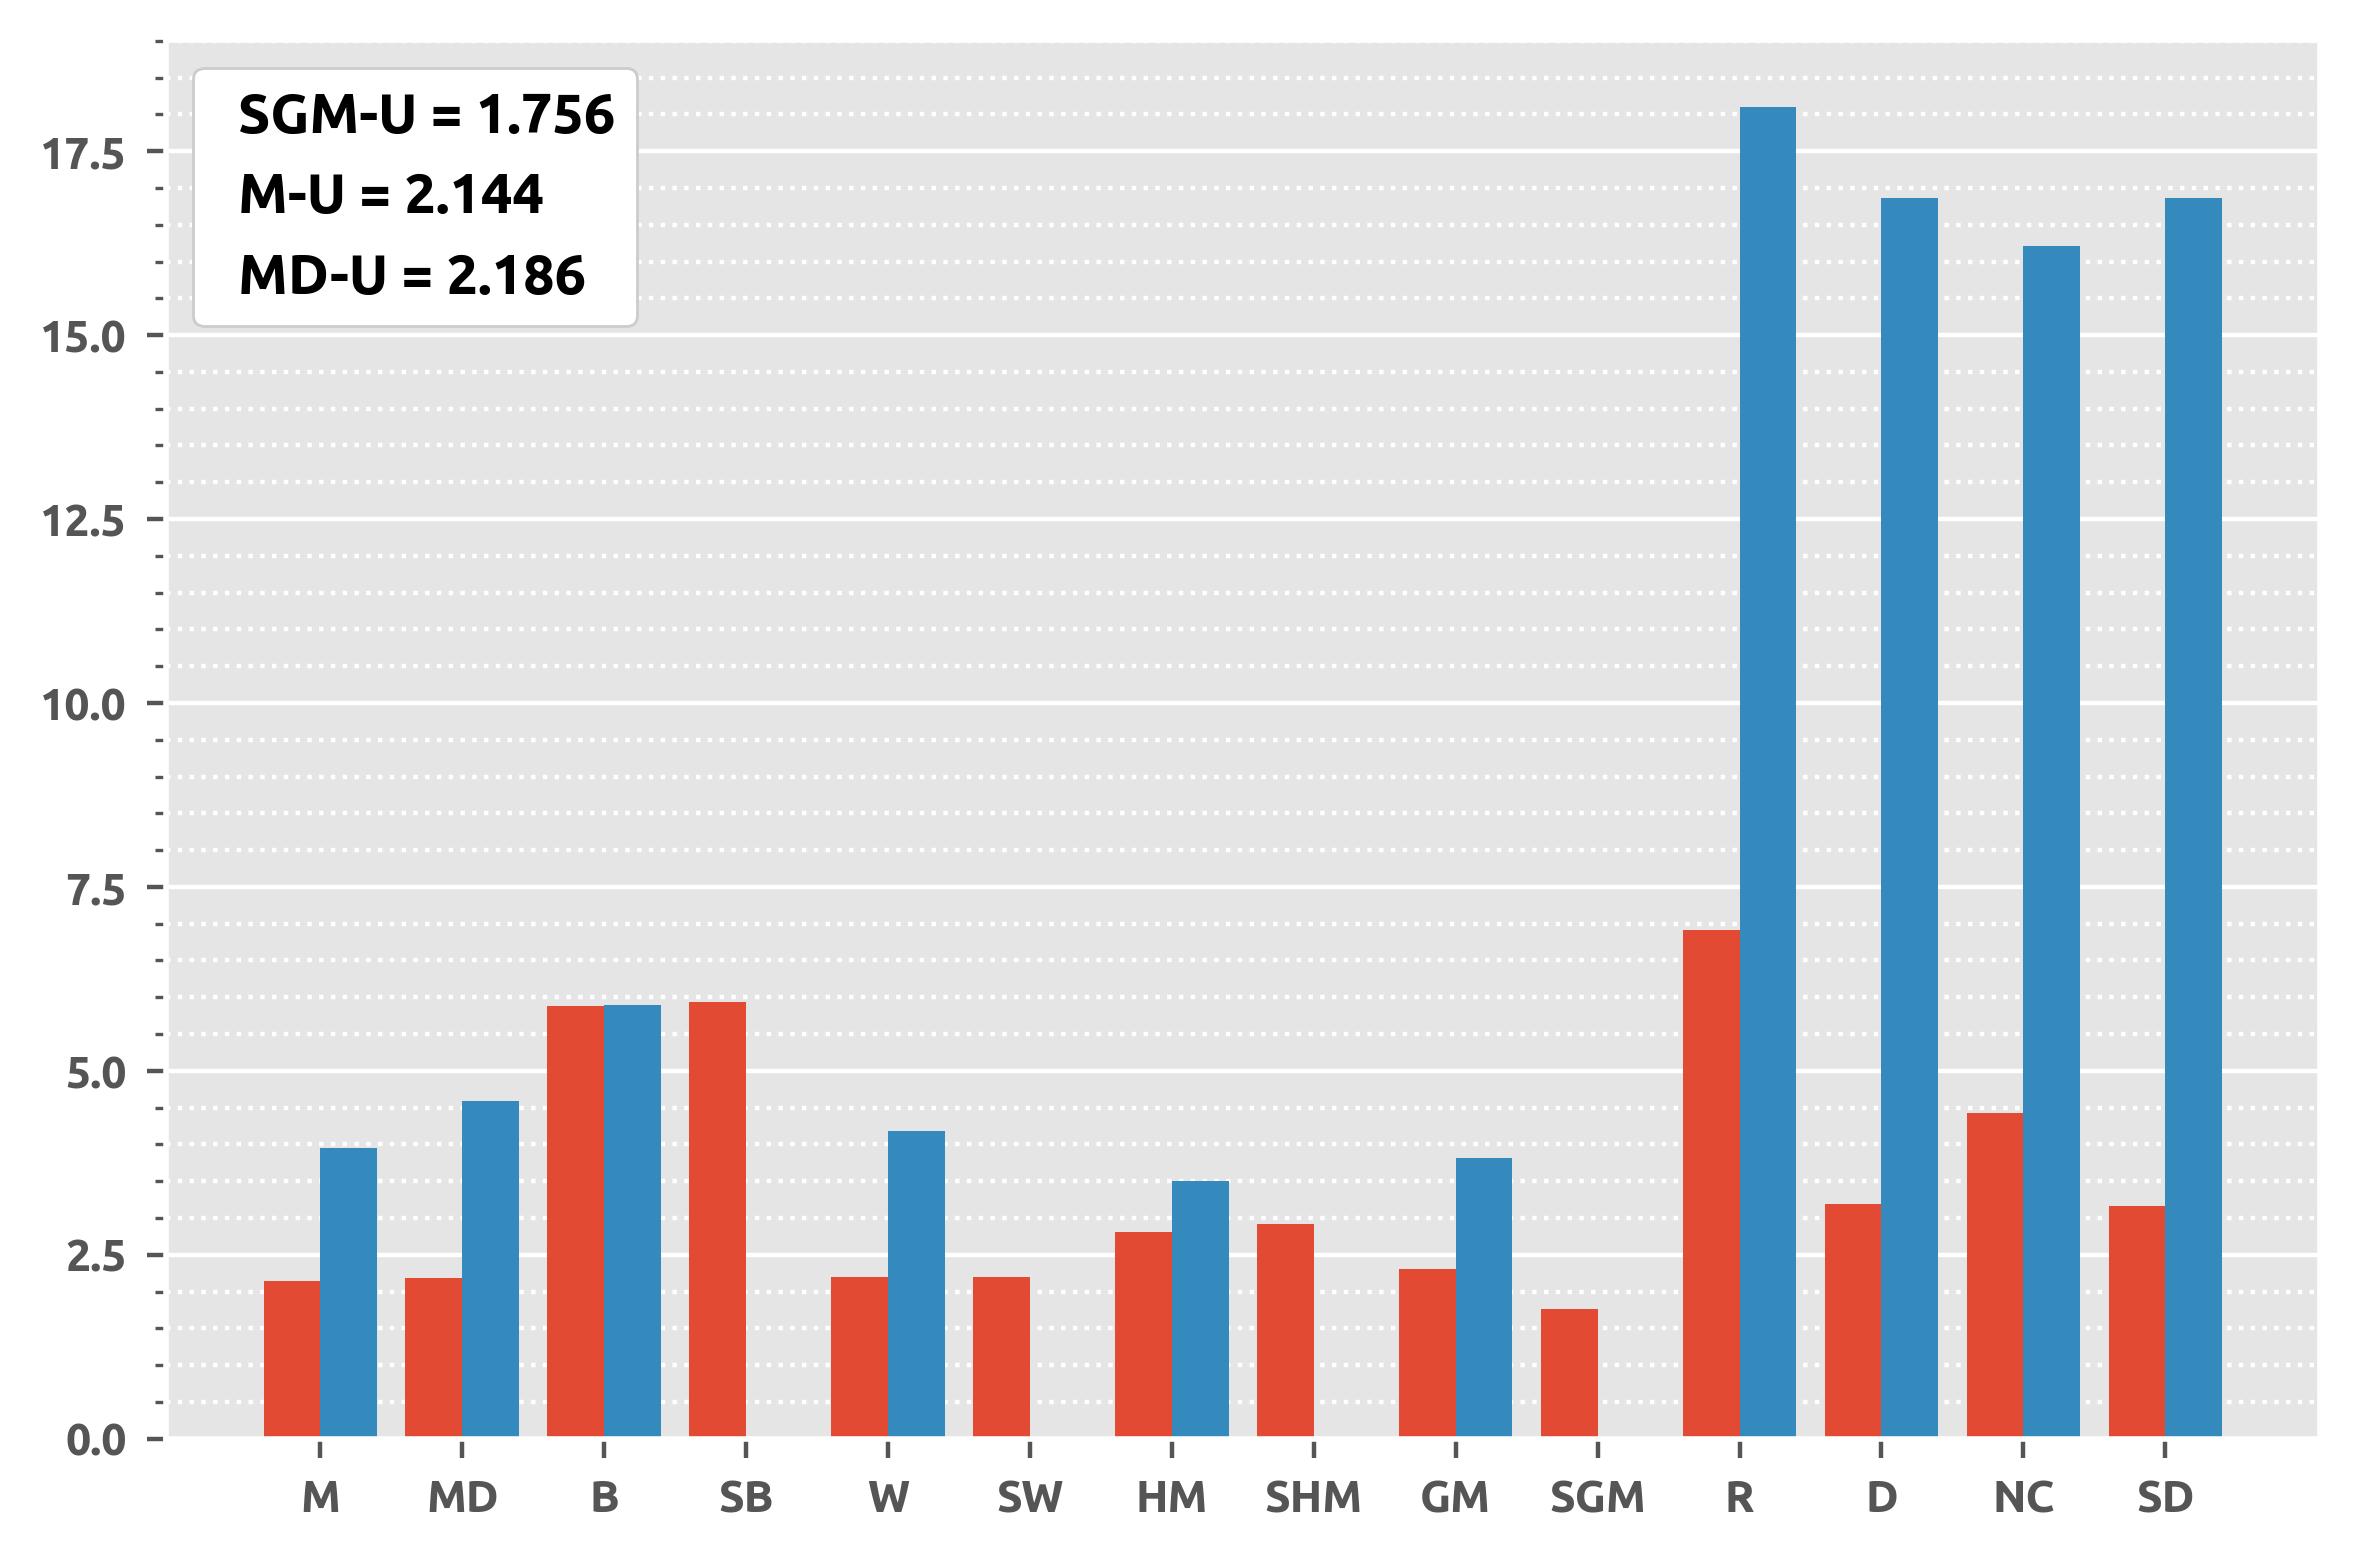 SGM-U = 1.756
M-U = 2.144
MD-U = 2.186
17.5
15.0
12.5
10.0
7.5
5.0
2.5
0.0
M MD B SB W SW HM SHM GM SGM R D NC SD